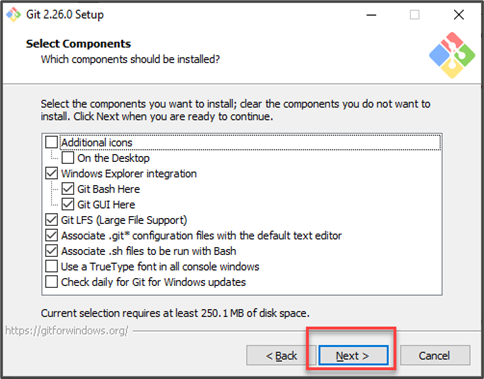 Git 2.26.0 Setup
Select Components
Which components should be installed?
Select the components you want to install; clear the components you do not want to
install. Click Next when you are ready to continue.
Additional icons
On the Desktop
Windows Explorer integration
Git Bash Here
Git GUI Here
Git LFS (Large File Support)
Associate .git* configuration files with the default text editor
Associate .sh files to be run with Bash
Use a TrueType font in all console windows
Check daily for Git for Windows updates
Current selection requires at least 250.1 MB of disk space.
https://gitforwindows.org/
< Back
Next >
Cancel